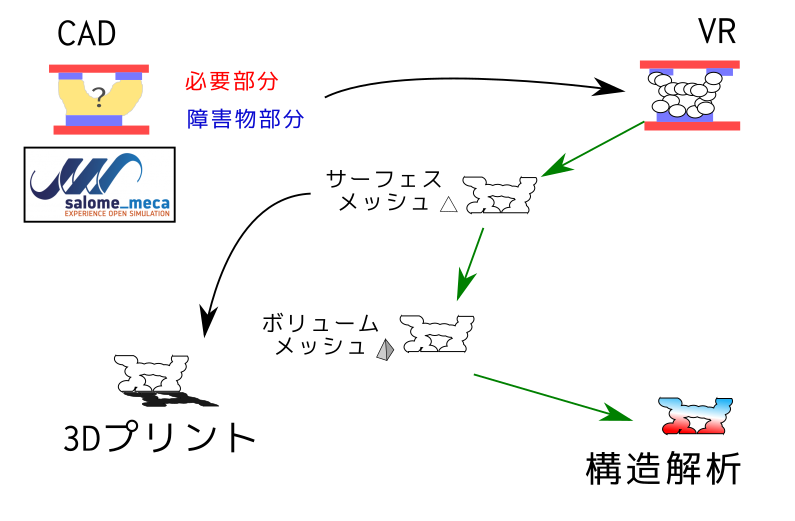 CAD
VR
?
必要部分
障害物部分
salome_meca
EXPERIENCE OPEN SIMULATION
サーフェス
メッシュ
ボリューム
メッシュ
3Dプリント
構造解析